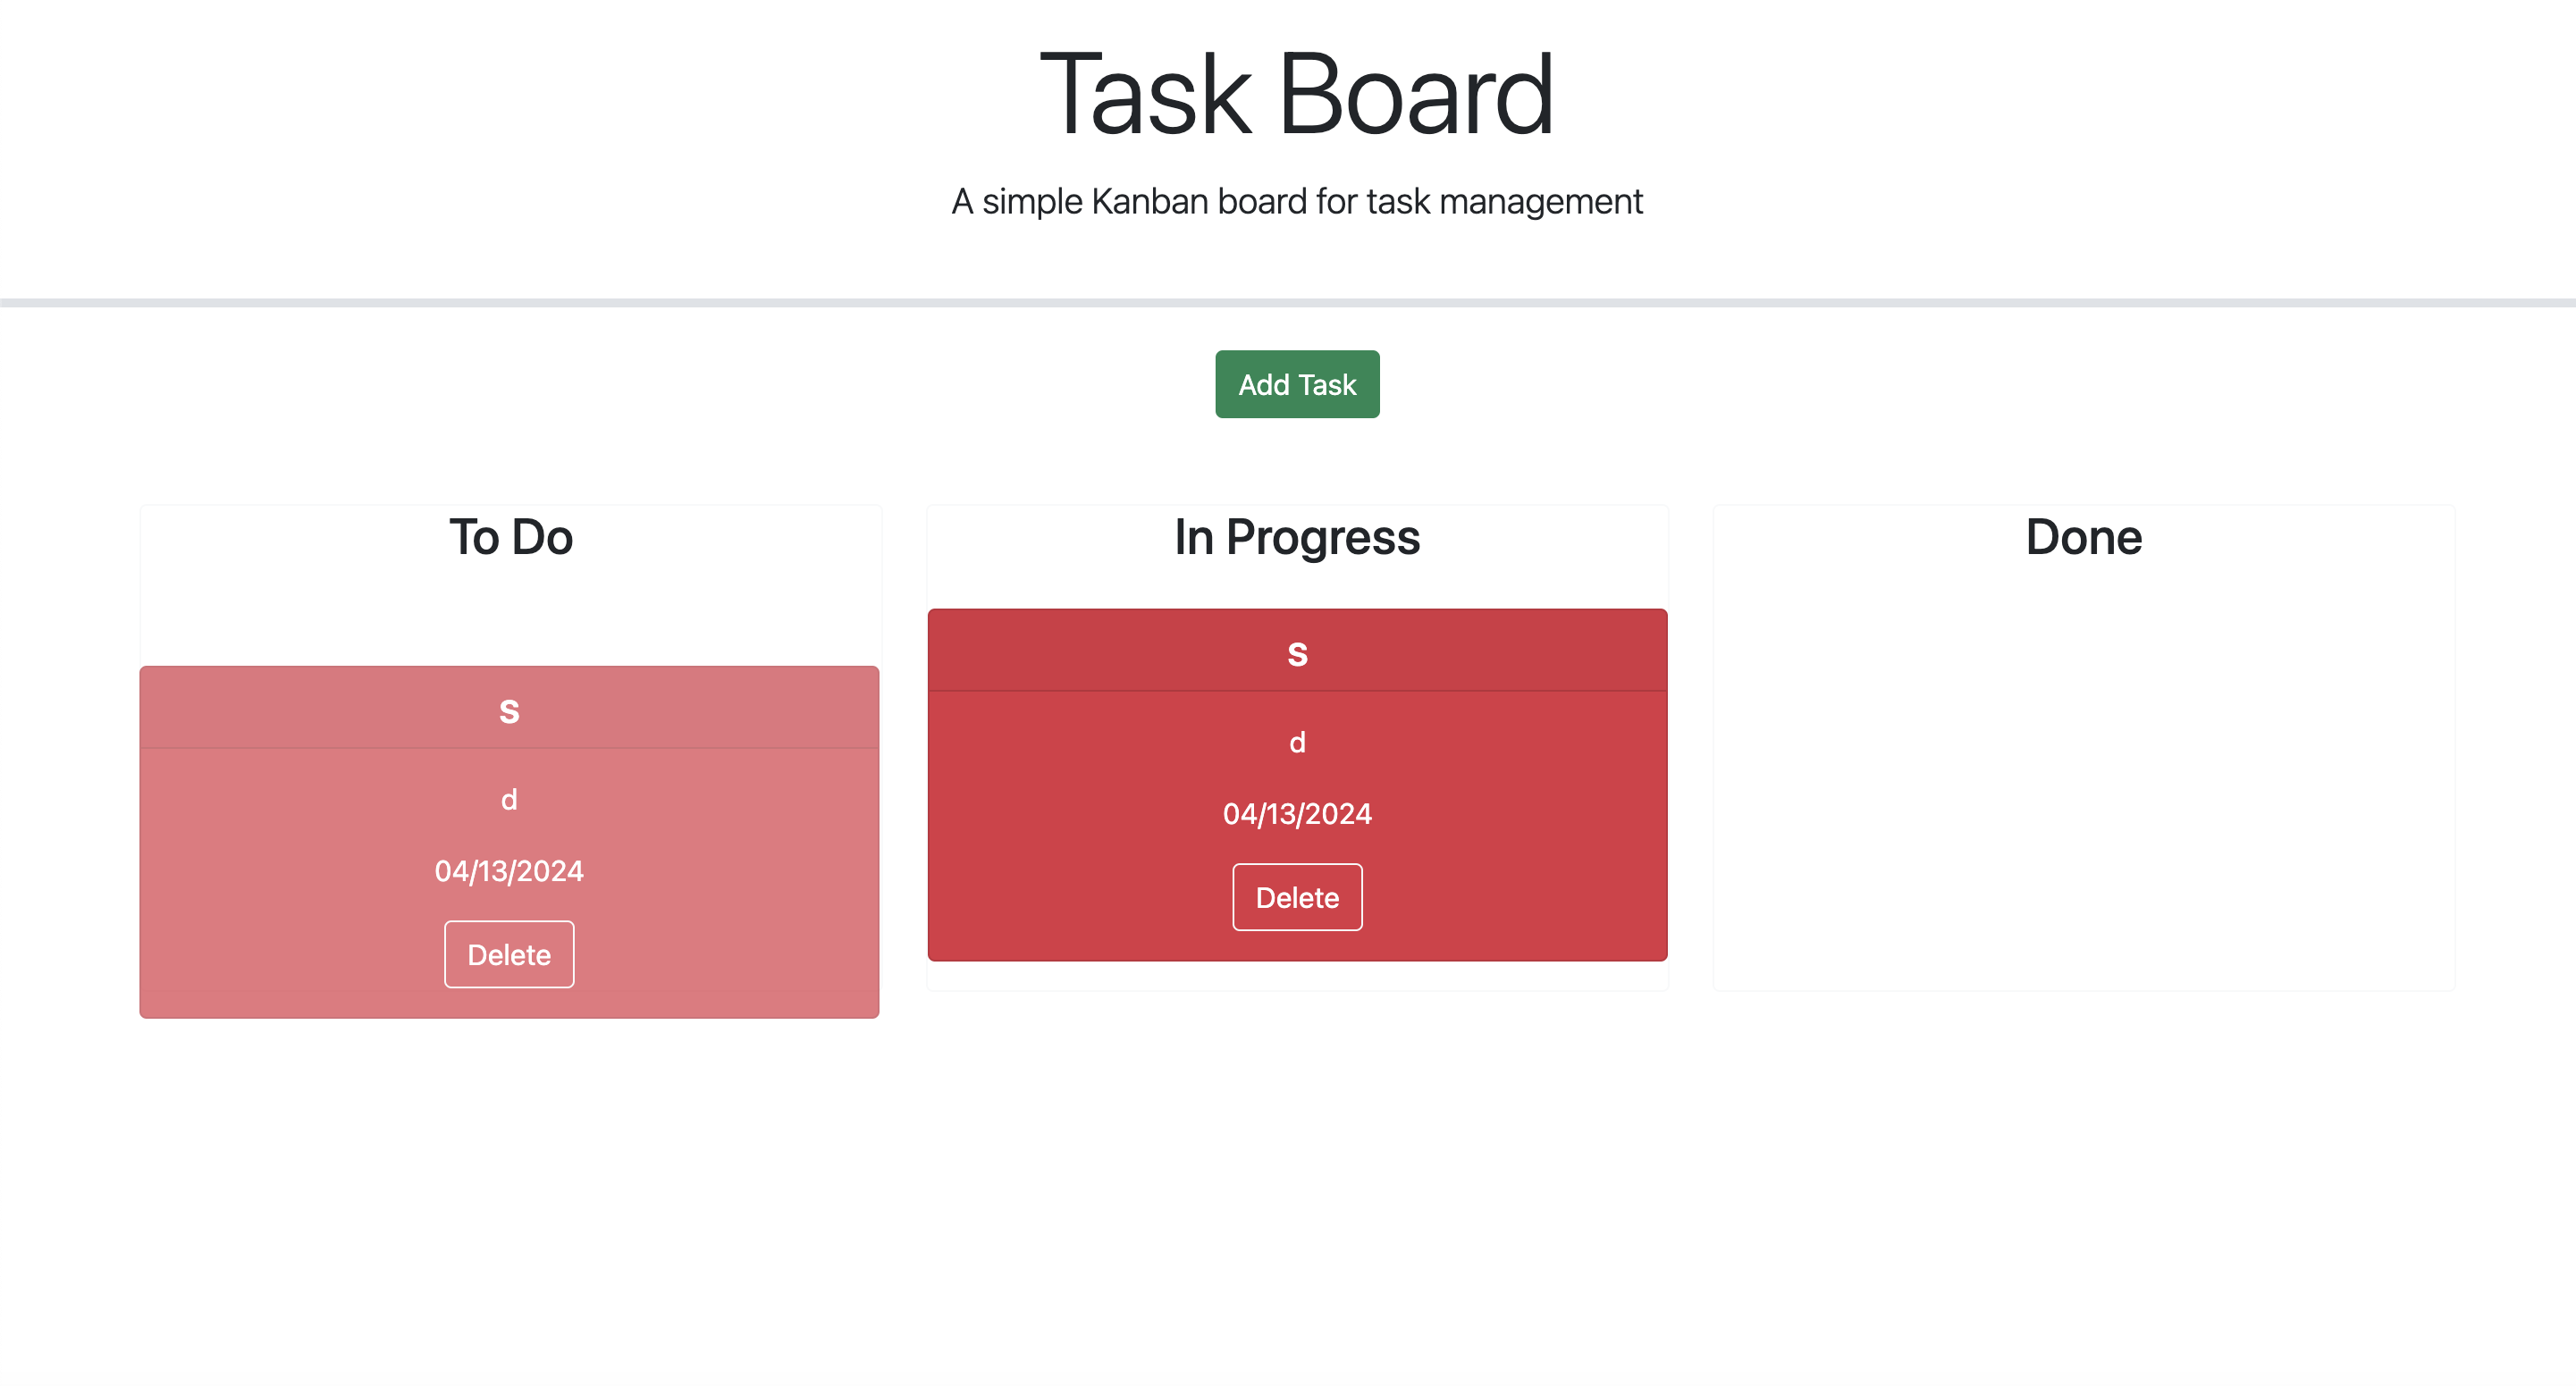 Task Board
A simple Kanban board for task management
Add Task
To Do
s
d
04/13/2024
Delete
In Progress
s
d
04/13/2024
Delete
Done